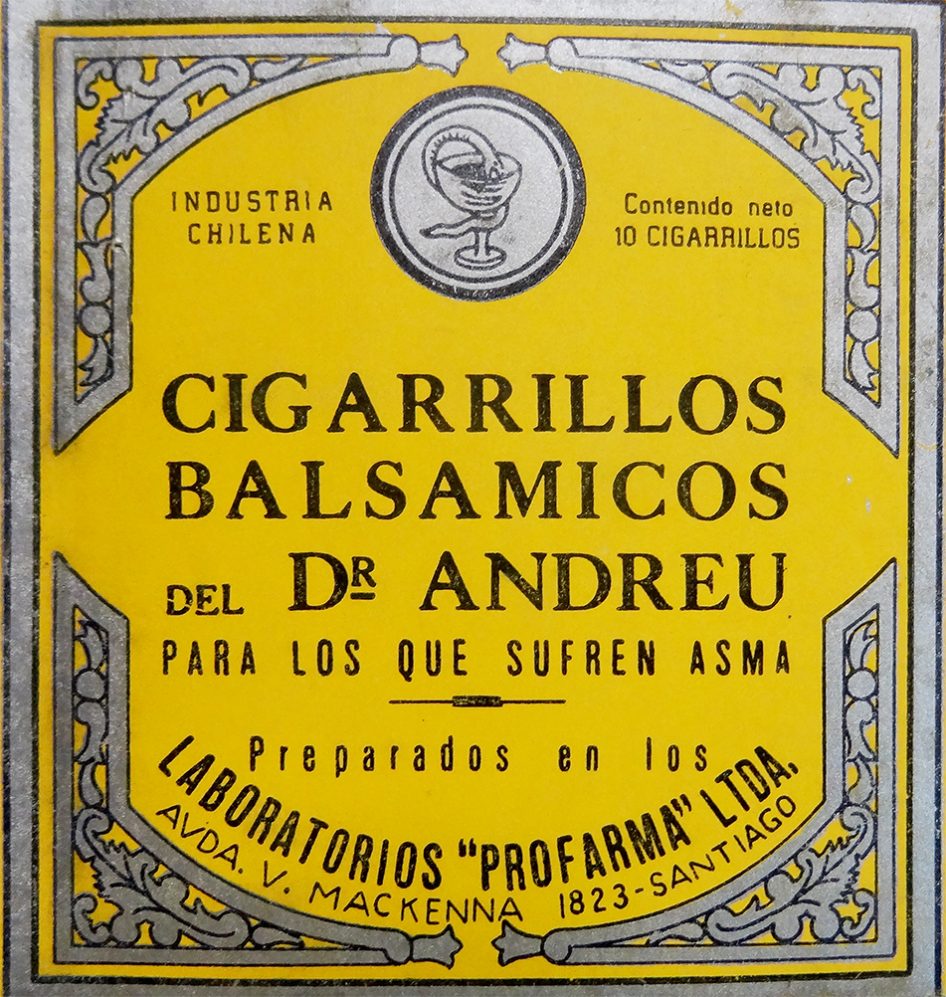 INDUSTRIA
CHILENA
Contenido neto
10 CIGARRILLOS
CIGARRILLOS
BALSAMICOS
DEL DR ANDREU
PARA LOS QUE SUFREN ASMA
Preparados en los
LABORATORIOS "PROFARMA" LTDA.
AVDA. V. MACKENNA 1823-SANTIAGO